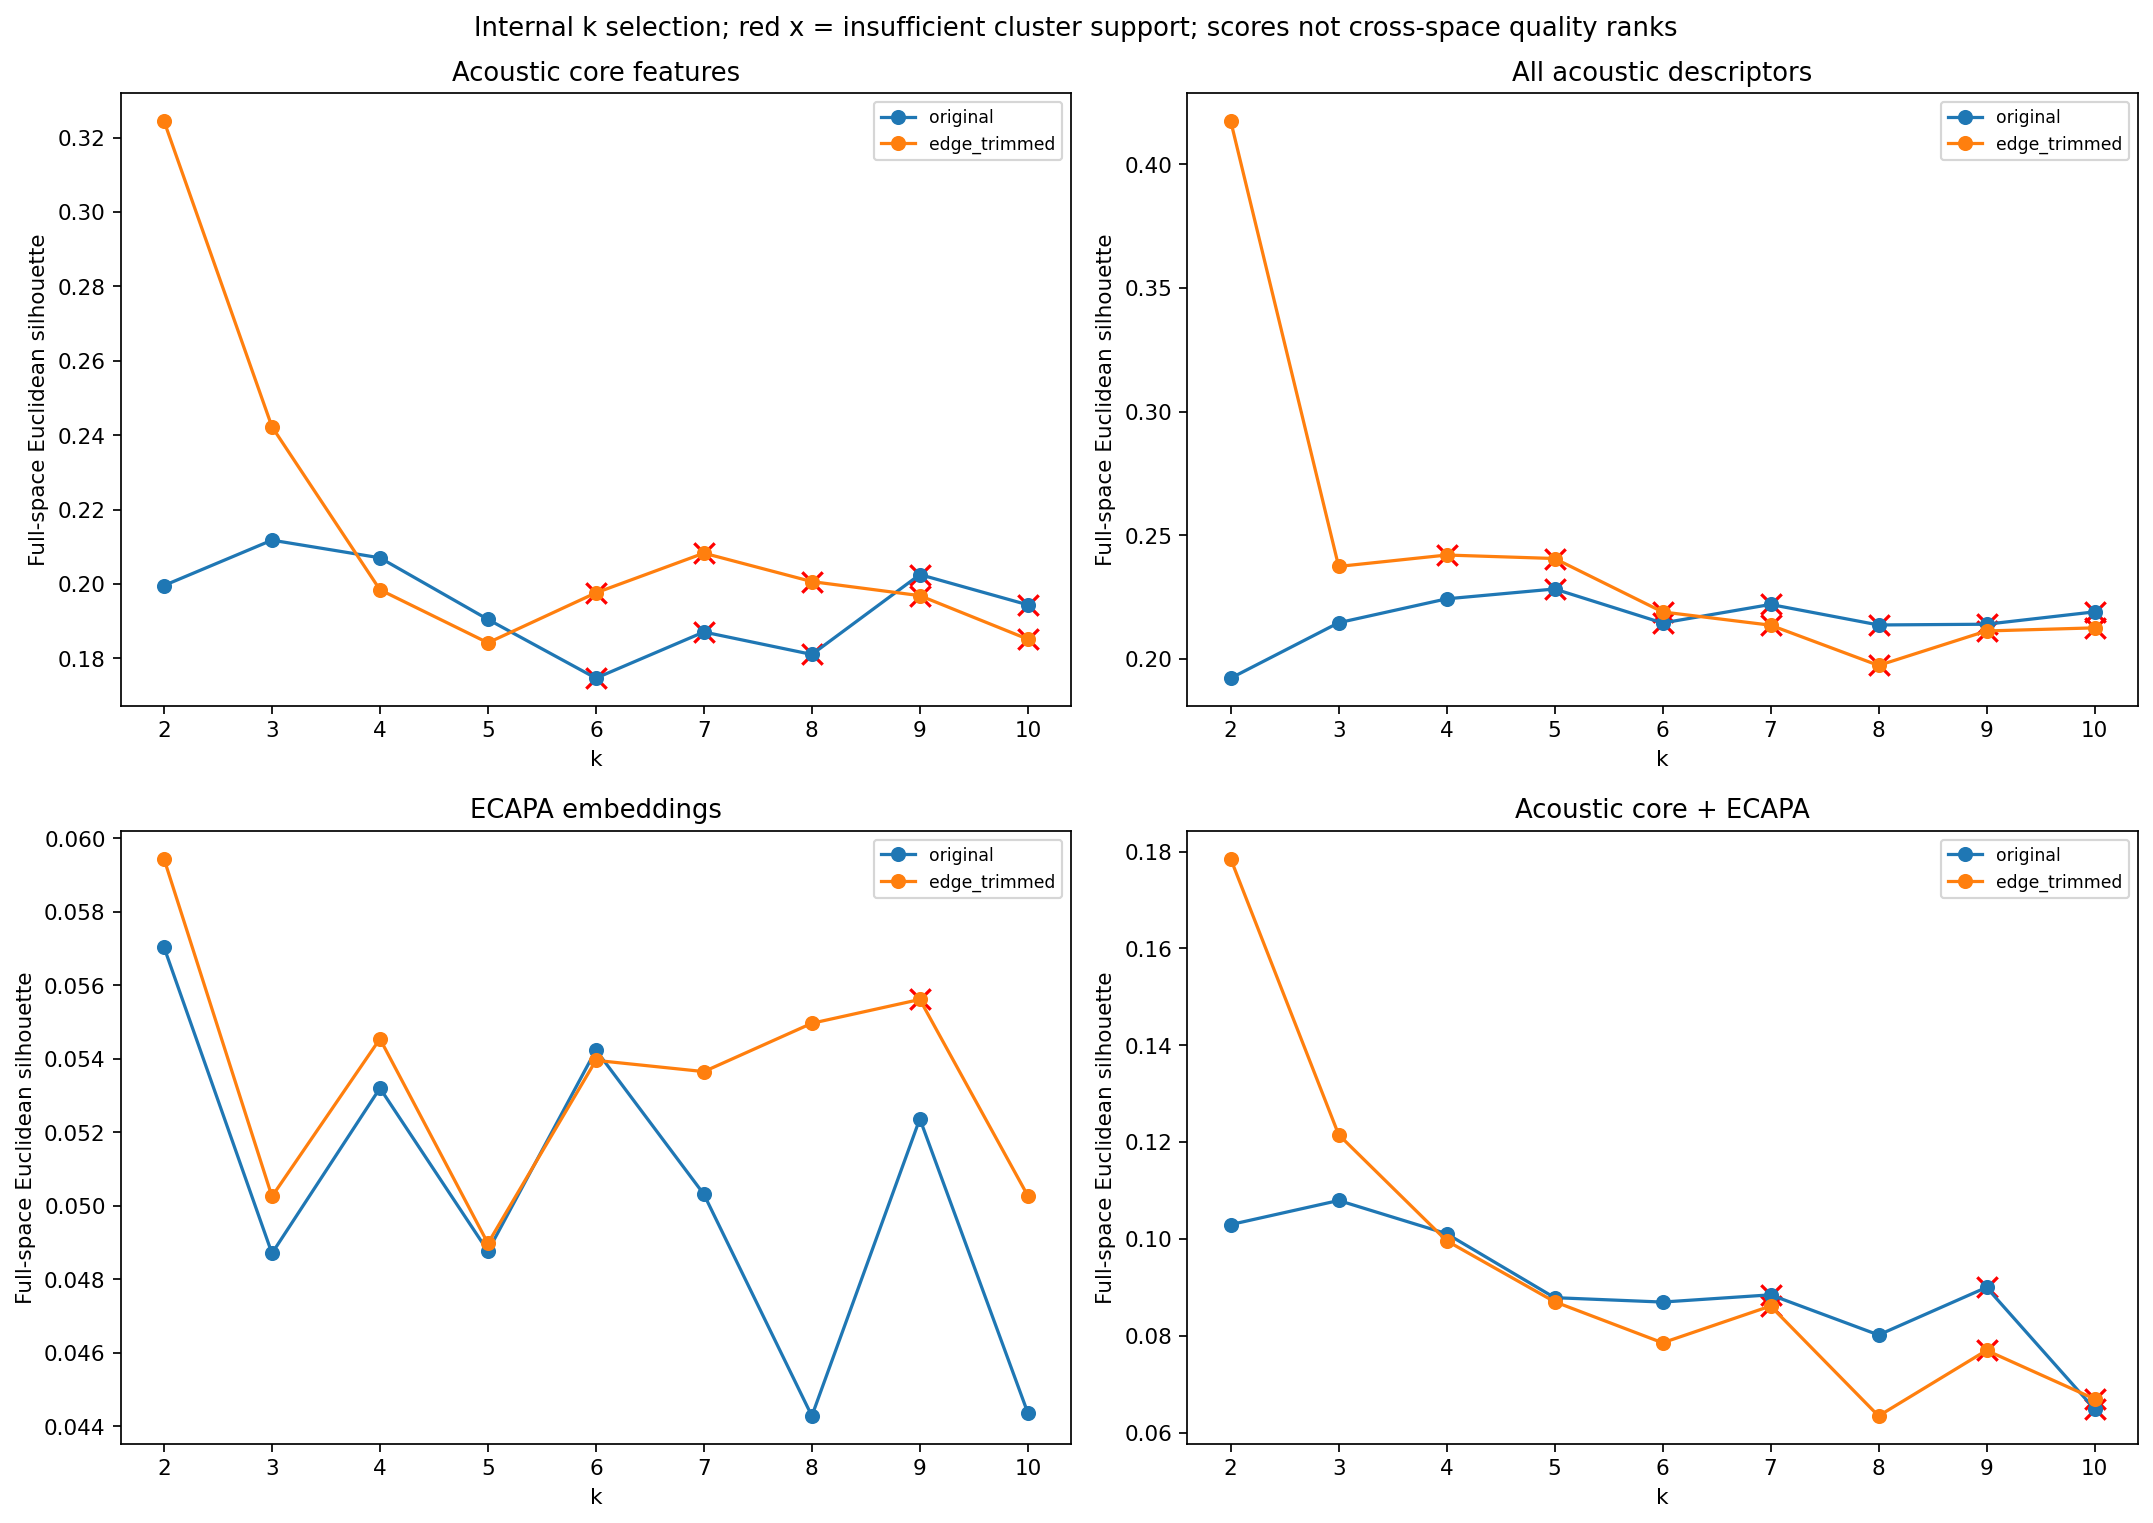 Internal k selection; red x = insufficient cluster support; scores not cross-space quality ranks
Acoustic core features
Full-space Euclidean silhouette
0.32
0.30
0.28
0.26
0.24
0.22
0.20
0.18
original
edge_trimmed
2 3 4 5 6 7 8 9 10
k
All acoustic descriptors
Full-space Euclidean silhouette
0.40
0.35
0.30
0.25
0.20
original
edge_trimmed
2 3 4 5 6 7 8 9 10
k
ECAPA embeddings
Full-space Euclidean silhouette
0.060
0.058
0.056
0.054
0.052
0.050
0.048
0.046
0.044
original
edge_trimmed
2 3 4 5 6 7 8 9 10
k
Acoustic core + ECAPA
Full-space Euclidean silhouette
0.18
0.16
0.14
0.12
0.10
0.08
0.06
original
edge_trimmed
2 3 4 5 6 7 8 9 10
k